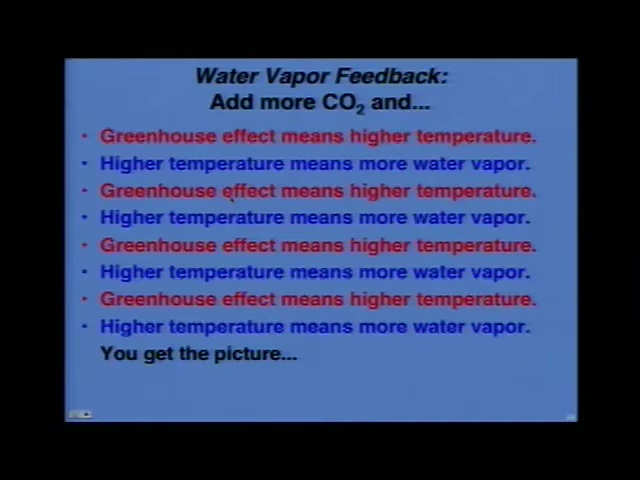 Water Vapor Feedback:
Add more CO₂ and...
• Greenhouse effect means higher temperature.
• Higher temperature means more water vapor.
• Greenhouse effect means higher temperature.
• Higher temperature means more water vapor.
• Greenhouse effect means higher temperature.
• Higher temperature means more water vapor.
• Greenhouse effect means higher temperature.
• Higher temperature means more water vapor.
You get the picture...